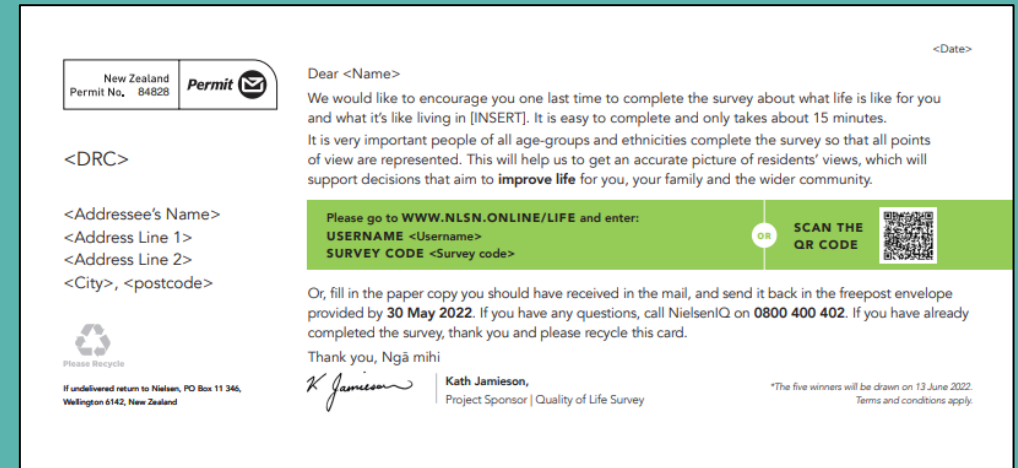 <Date>
New Zealand
Permit No. 84828
Permit
<DRC>
<Addressee's Name>
<Address Line 1>
<Address Line 2>
<City>, <postcode>
Please Recycle
If undelivered return to Nielsen, PO Box 11 346,
Wellington 6142, New Zealand
Dear <Name>
We would like to encourage you one last time to complete the survey about what life is like for you
and what it's like living in [INSERT]. It is easy to complete and only takes about 15 minutes.
It is very important people of all age-groups and ethnicities complete the survey so that all points
of view are represented. This will help us to get an accurate picture of residents' views, which will
support decisions that aim to improve life for you, your family and the wider community.
Please go to WWW.NLSN.ONLINE/LIFE and enter:
USERNAME <Username>
SURVEY CODE <Survey code>
OR
SCAN THE
QR CODE
Or, fill in the paper copy you should have received in the mail, and send it back in the freepost envelope
provided by 30 May 2022. If you have any questions, call NielsenIQ on 0800 400 402. If you have already
completed the survey, thank you and please recycle this card.
Thank you, Ngā mihi
K Jamieson
Kath Jamieson,
Project Sponsor | Quality of Life Survey
*The five winners will be drawn on 13 June 2022.
Terms and conditions apply.